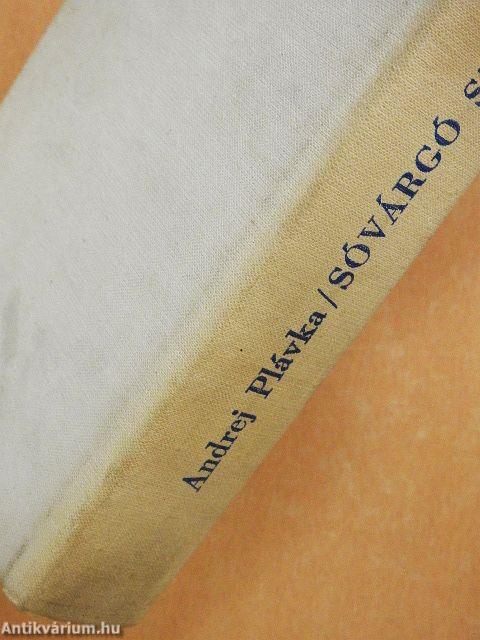 Andrej Plávka / SÓVÁRGÓ
Antikvárium.hu